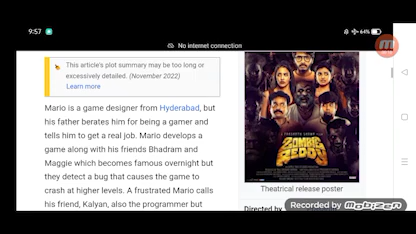 9:57
64%
No internet connection
This article's plot summary may be too long or
excessively detailed. (November 2022)
Learn more
Mario is a game designer from Hyderabad, but
his father berates him for being a gamer and
tells him to get a real job. Mario develops a
game along with his friends Bhadram and
Maggie which becomes famous overnight but
they detect a bug that causes the game to
crash at higher levels. A frustrated Mario calls
his friend, Kalyan, also the programmer but
ZOMBIE REDDY
Theatrical release poster
Directed by
Recorded by mobizen